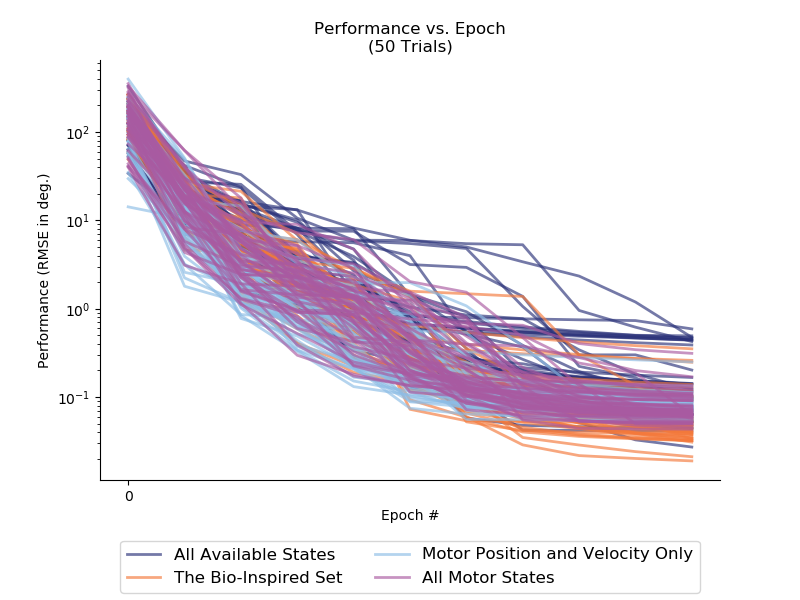 Performance vs. Epoch
(50 Trials)
Performance (RMSE in deg.)
10²
10¹
10⁰
10⁻¹
0
Epoch #
All Available States
The Bio-Inspired Set
Motor Position and Velocity Only
All Motor States